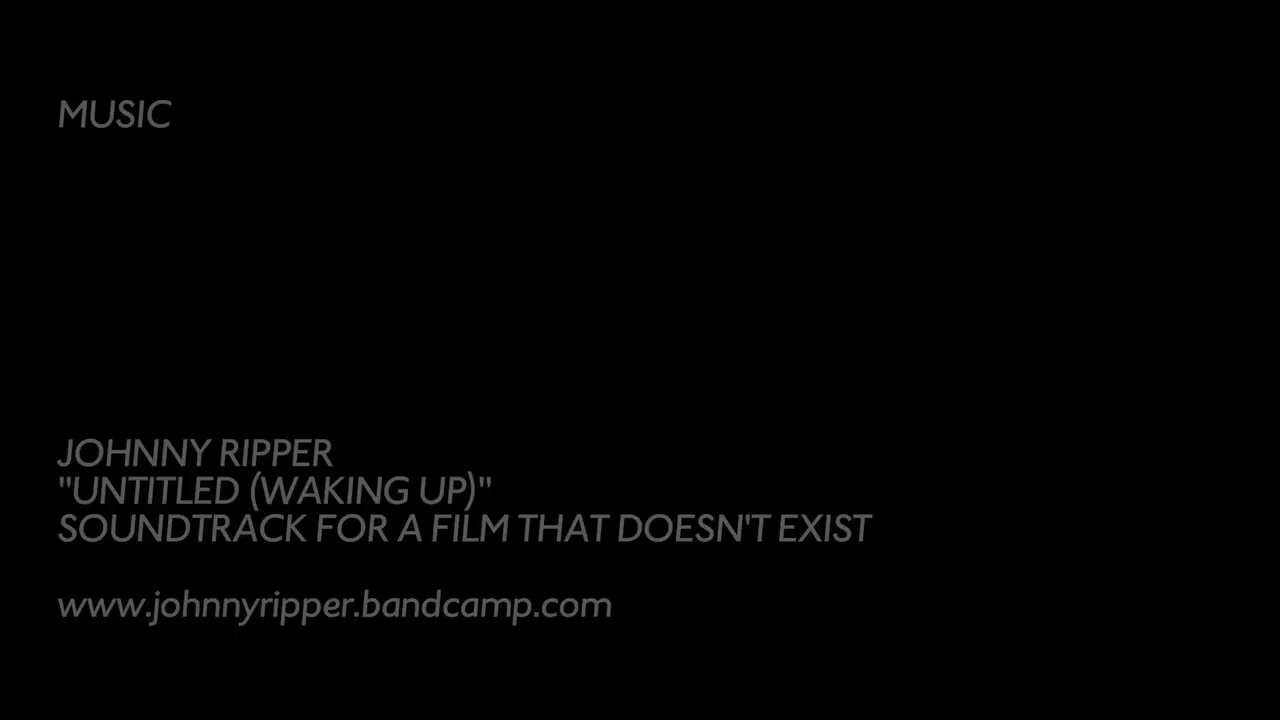 MUSIC
JOHNNY RIPPER
"UNTITLED (WAKING UP)"
SOUNDTRACK FOR A FILM THAT DOESN'T EXIST
www.johnnyripper.bandcamp.com